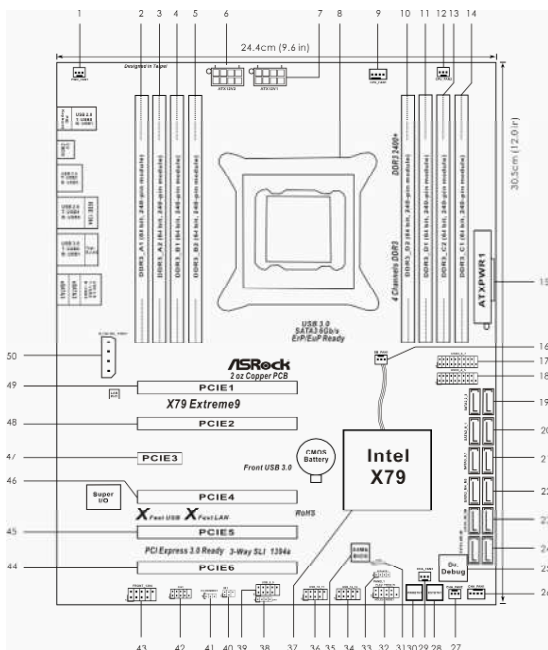 1 2 3 4 5 6 7 8 9 10 11 12 13 14
24.4cm (9.6 in)
Designed in Taipei
ATX12V2
ATX12V1
30.5cm (12.0 in)
DDR3_A1 (64 bit, 240-pin module)
DDR3_A2 (64 bit, 240-pin module)
DDR3_B1 (64 bit, 240-pin module)
DDR3_B2 (64 bit, 240-pin module)
DDR3_D2 (64 bit, 240-pin module)
DDR3_D1 (64 bit, 240-pin module)
DDR3_C2 (64 bit, 240-pin module)
DDR3_C1 (64 bit, 240-pin module)
DDR3 2400+
4 Channels DDR3
ATXPWR1
15
USB 3.0
SATA3 6Gb/s
ErP/EuP Ready
16
17
18
50
ASRock
2 oz Copper PCB
49
PCIE1
19
X79 Extreme9
48
PCIE2
20
CMOS
Battery
Intel
X79
47
PCIE3
21
Front USB 3.0
46
Super
I/O
PCIE4
22
XFast USB
XFast LAN
RoHS
23
45
PCIE5
24
PCI Express 3.0 Ready
3-Way SLI
1394a
Dr.
Debug
25
44
PCIE6
26
43 42 41 40 39 38 37 36 35 34 33 32 31 30 29 28 27